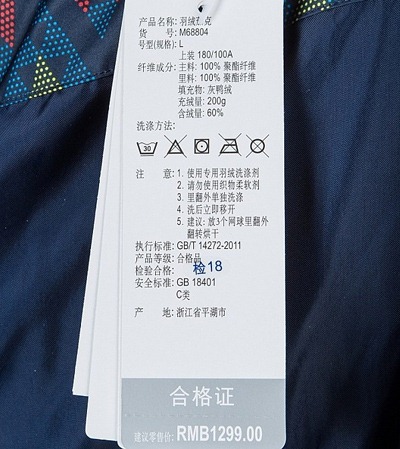 产品名称: 羽绒夹克
货 号: M68804
号型(规格): L
上装 180/100A
纤维成分: 主料: 100% 聚酯纤维
里料: 100% 聚酯纤维
填充物: 灰鸭绒
充绒量: 200g
含绒量: 60%
洗涤方法:
30
注 意: 1. 使用专用羽绒洗涤剂
2. 请勿使用织物柔软剂
3. 里翻外单独洗涤
4. 洗后立即移开
5. 建议: 放3个网球里翻外
翻转烘干
执行标准: GB/T 14272-2011
产品等级: 合格品
检验合格: 检18
安全标准: GB 18401
C类
产 地: 浙江省平湖市
合格证
建议零售价: RMB1299.00